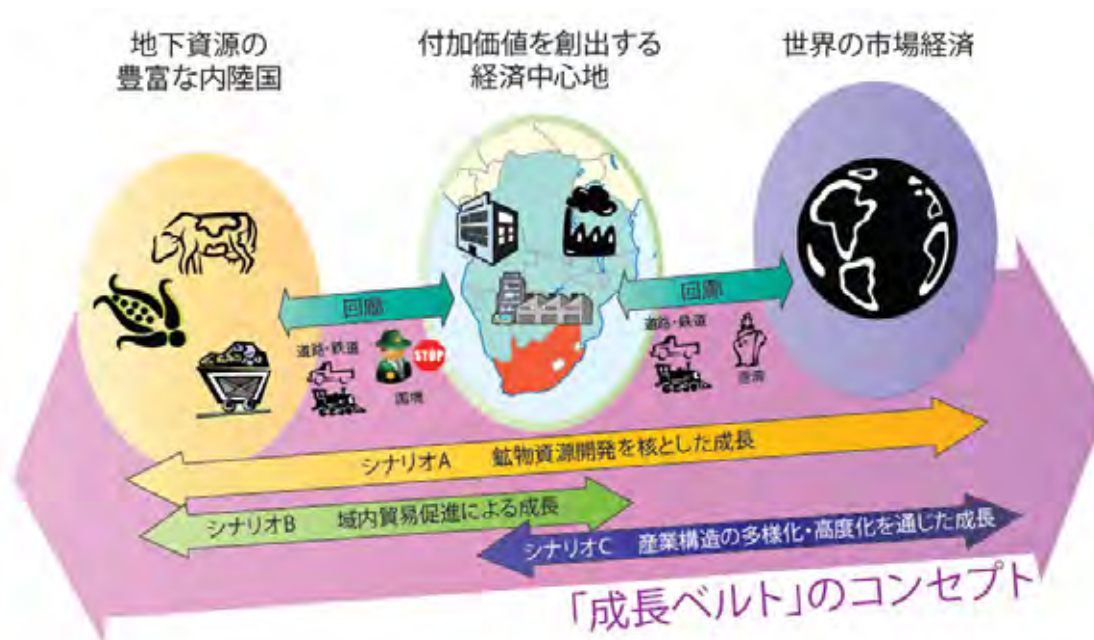 地下資源の
豊富な内陸国
付加価値を創出する
経済中心地
世界の市場経済
回廊
回廊
道路・鉄道
STOP
国境
道路・鉄道
港湾
シナリオA 鉱物資源開発を核とした成長
シナリオB 域内貿易促進による成長
シナリオC 産業構造の多様化・高度化を通じた成長
「成長ベルト」のコンセプト